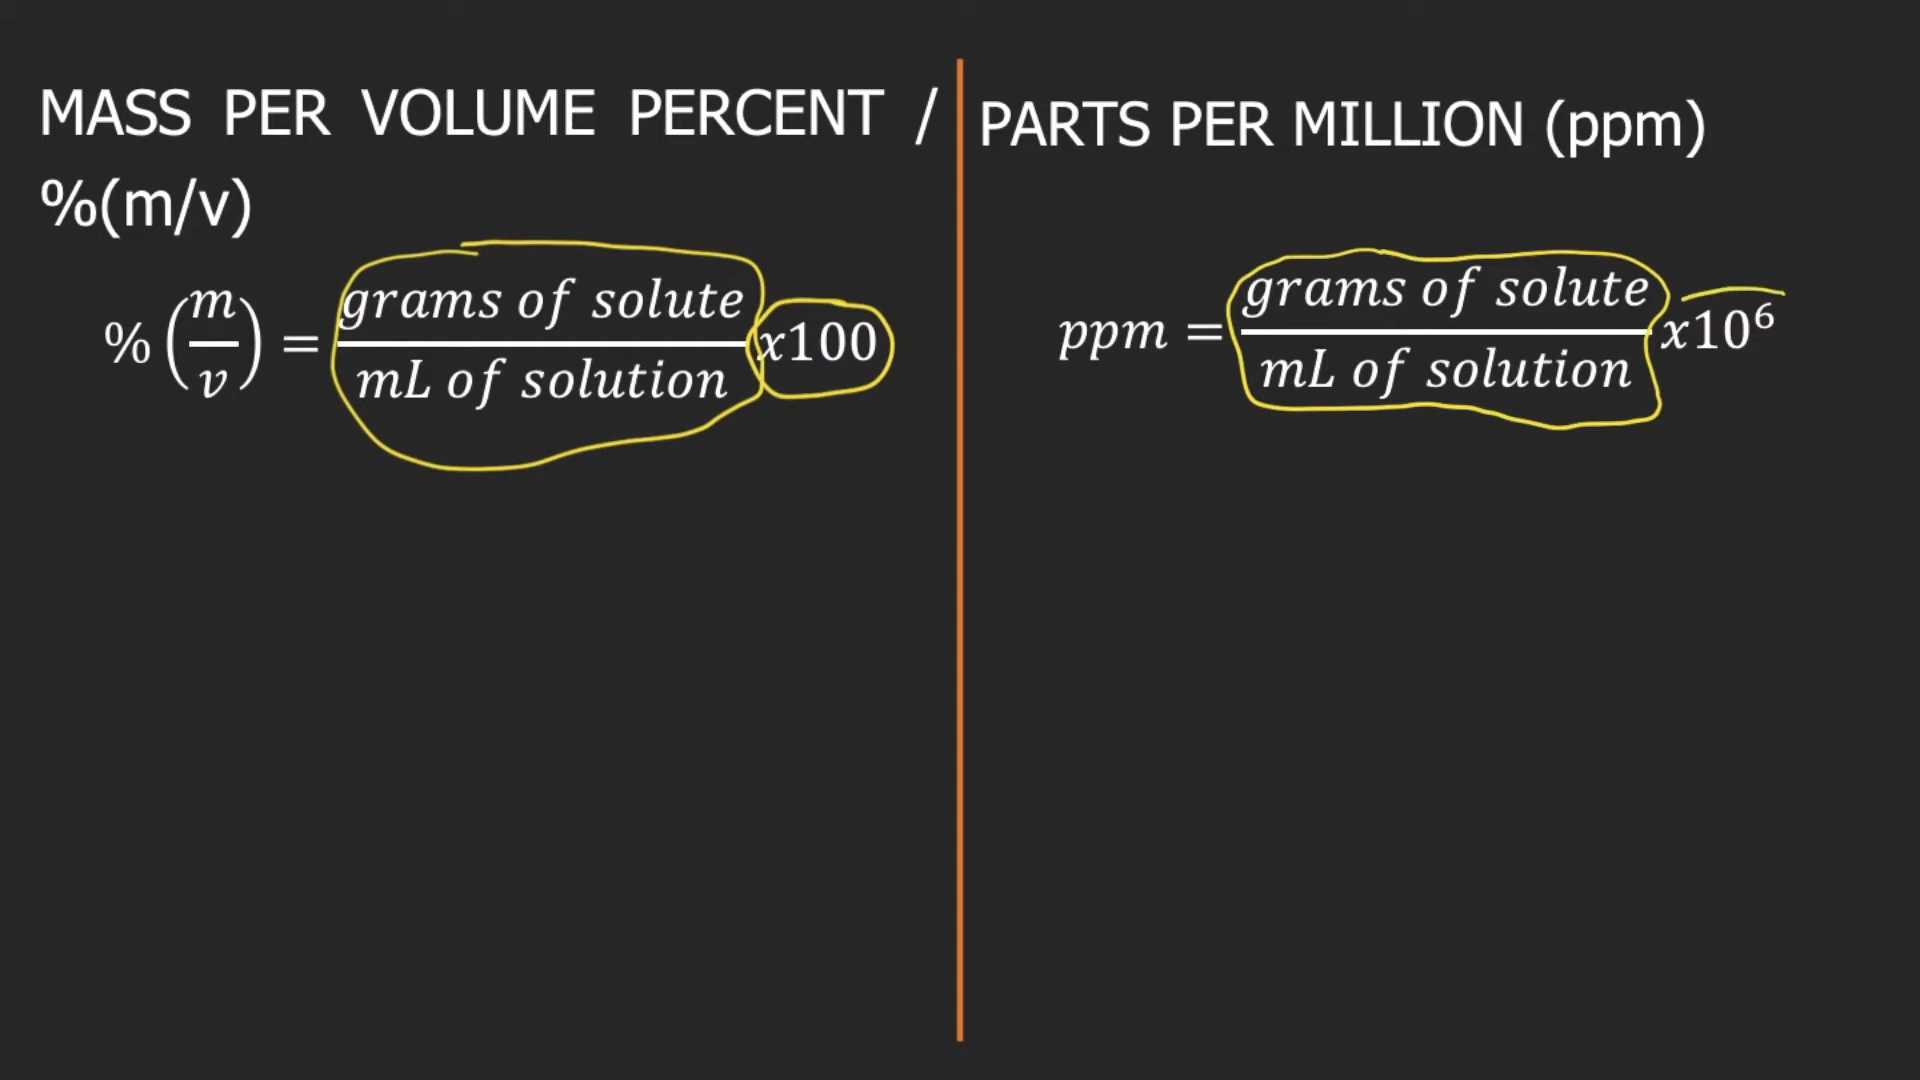 MASS PER VOLUME PERCENT /
%(m/v)
% (m/v) = grams of solute / mL of solution x100
PARTS PER MILLION (ppm)
ppm = grams of solute / mL of solution x10⁶